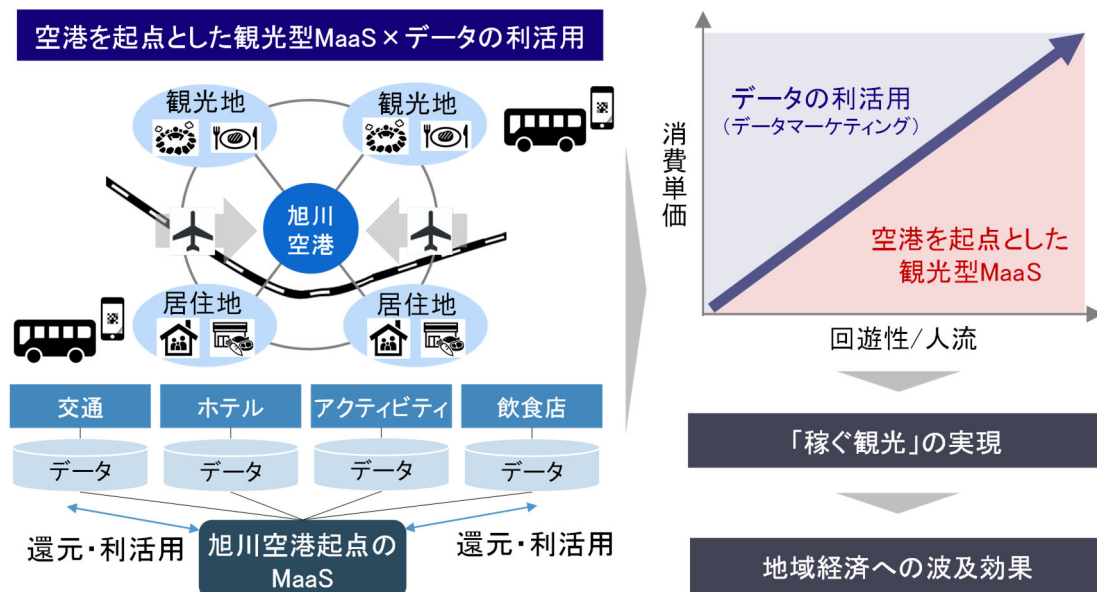 空港を起点とした観光型MaaS×データの利活用
観光地
観光地
旭川
空港
居住地
居住地
交通
ホテル
アクティビティ
飲食店
データ
データ
データ
データ
還元・利活用
還元・利活用
旭川空港起点の
MaaS
消費単価
データの利活用
(データマーケティング)
空港を起点とした
観光型MaaS
回遊性/人流
「稼ぐ観光」の実現
地域経済への波及効果